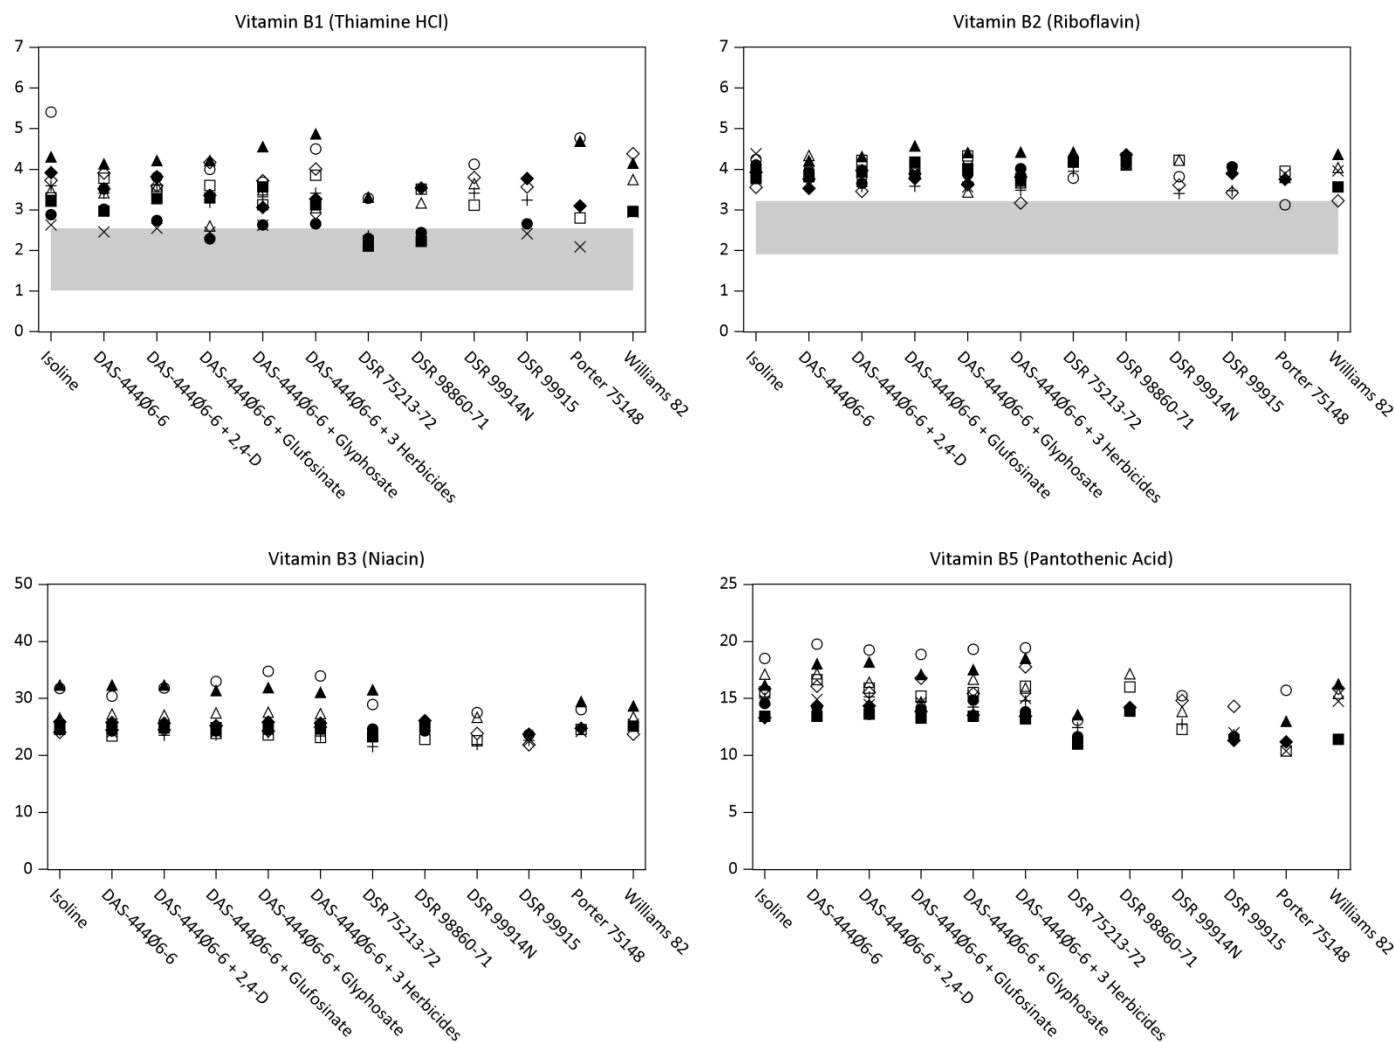 Vitamin B1 (Thiamine HCl)
7
6
5
4
3
2
1
0
Isoline
DAS-444Ø6-6
DAS-444Ø6-6 + 2,4-D
DAS-444Ø6-6 + Glufosinate
DAS-444Ø6-6 + Glyphosate
DAS-444Ø6-6 + 3 Herbicides
DSR 75213-72
DSR 98860-71
DSR 99914N
DSR 99915
Porter 75148
Williams 82
Vitamin B2 (Riboflavin)
7
6
5
4
3
2
1
0
Isoline
DAS-444Ø6-6
DAS-444Ø6-6 + 2,4-D
DAS-444Ø6-6 + Glufosinate
DAS-444Ø6-6 + Glyphosate
DAS-444Ø6-6 + 3 Herbicides
DSR 75213-72
DSR 98860-71
DSR 99914N
DSR 99915
Porter 75148
Williams 82
Vitamin B3 (Niacin)
50
40
30
20
10
0
Isoline
DAS-444Ø6-6
DAS-444Ø6-6 + 2,4-D
DAS-444Ø6-6 + Glufosinate
DAS-444Ø6-6 + Glyphosate
DAS-444Ø6-6 + 3 Herbicides
DSR 75213-72
DSR 98860-71
DSR 99914N
DSR 99915
Porter 75148
Williams 82
Vitamin B5 (Pantothenic Acid)
25
20
15
10
5
0
Isoline
DAS-444Ø6-6
DAS-444Ø6-6 + 2,4-D
DAS-444Ø6-6 + Glufosinate
DAS-444Ø6-6 + Glyphosate
DAS-444Ø6-6 + 3 Herbicides
DSR 75213-72
DSR 98860-71
DSR 99914N
DSR 99915
Porter 75148
Williams 82